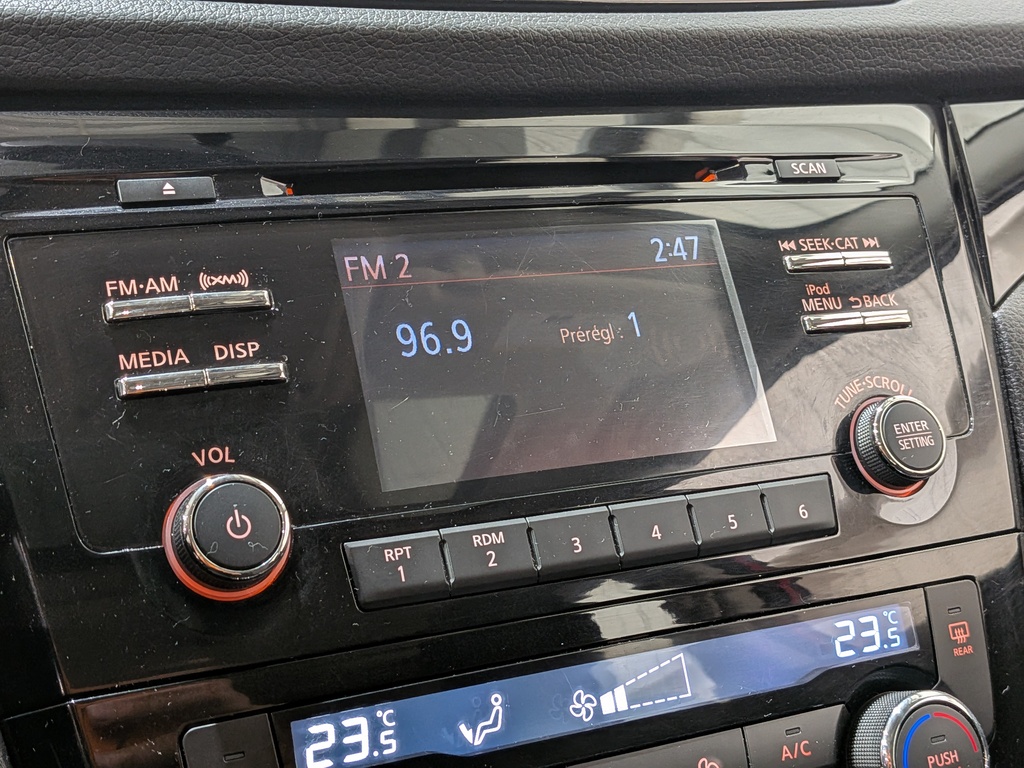 SCAN
FM·AM (((XM)))
SEEK·CAT
FM 2 2:47
iPod
MENU BACK
96.9 Prérégl.: 1
MEDIA DISP
TUNE·SCROLL
ENTER
SETTING
VOL
RPT
1
RDM
2
3
4
5
6
23.5 °C
REAR
23.5 °C
A/C
PUSH